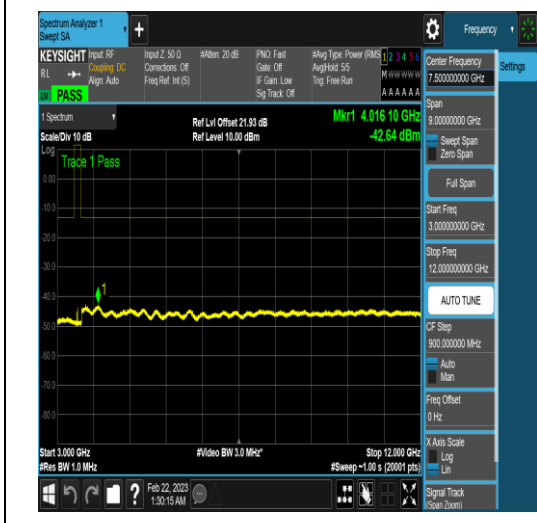 Spectrum Analyzer 1
Swept SA
+
Frequency
KEYSIGHT
RL
Input: RF
Coupling: DC
Align: Auto
Input Z: 50 Ω
Corrections: Off
Freq Ref: Int (S)
#Atten: 20 dB
PNO: Fast
Gate: Off
IF Gain: Low
Sig Track: Off
#Avg Type: Power (RMS
Avg|Hold: 5/5
Trig: Free Run
1 2 3 4 5 6
M W W W W W
A A A A A A
PASS
1 Spectrum
Scale/Div 10 dB
Ref Lvl Offset 21.93 dB
Ref Level 10.00 dBm
Mkr1 4.016 10 GHz
-42.64 dBm
Log
Trace 1 Pass
0.00
-10.0
-20.0
-30.0
-40.0
-50.0
-60.0
-70.0
-80.0
1
Start 3.000 GHz
#Res BW 1.0 MHz
#Video BW 3.0 MHz*
Stop 12.000 GHz
#Sweep ~1.00 s (20001 pts)
?
Feb 22, 2023
1:30:15 AM
Center Frequency
7.500000000 GHz
Settings
Span
9.00000000 GHz
Swept Span
Zero Span
Full Span
Start Freq
3.000000000 GHz
Stop Freq
12.000000000 GHz
AUTO TUNE
CF Step
900.000000 MHz
Auto
Man
Freq Offset
0 Hz
X Axis Scale
Log
Lin
Signal Track
(Span Zoom)